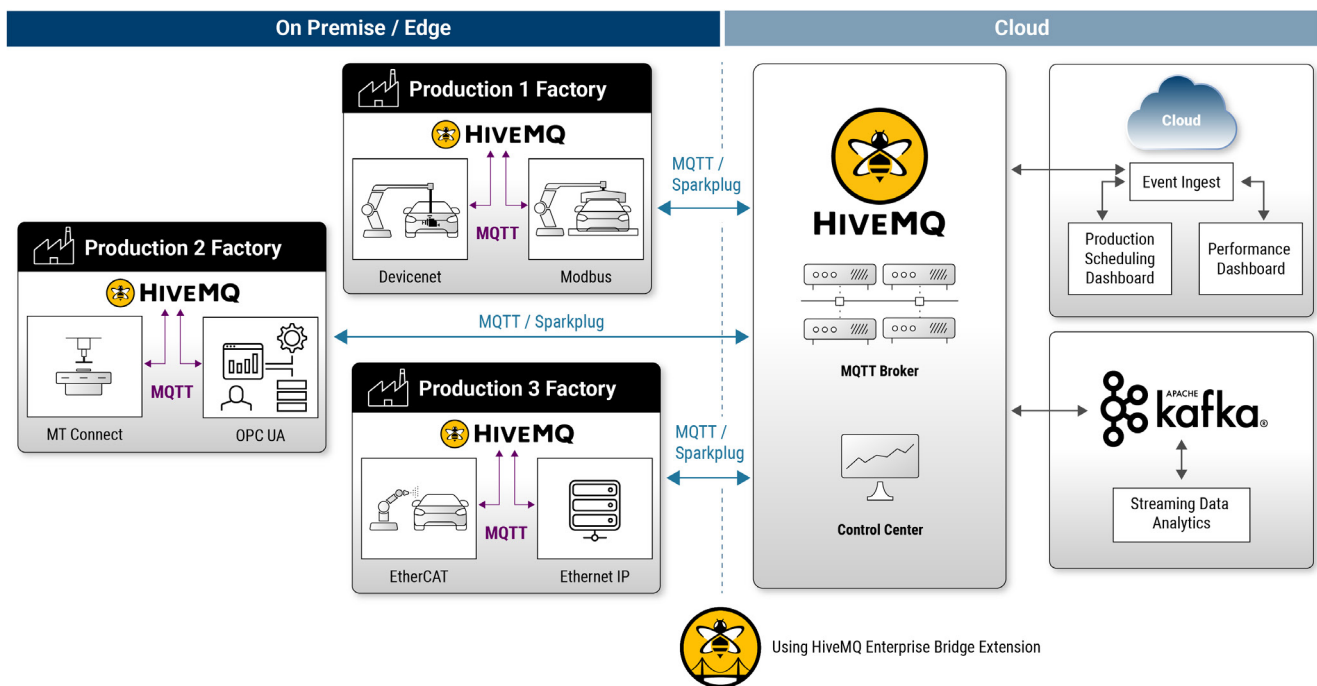 On Premise / Edge
Cloud
Production 1 Factory
HIVEMQ
MQTT
Devicenet
Modbus
MQTT /
Sparkplug
Production 2 Factory
HIVEMQ
MQTT
MT Connect
OPC UA
MQTT / Sparkplug
Production 3 Factory
HIVEMQ
MQTT
EtherCAT
Ethernet IP
MQTT /
Sparkplug
HIVEMQ
MQTT Broker
Control Center
Cloud
Event Ingest
Production
Scheduling
Dashboard
Performance
Dashboard
APACHE
kafka®
Streaming Data
Analytics
Using HiveMQ Enterprise Bridge Extension